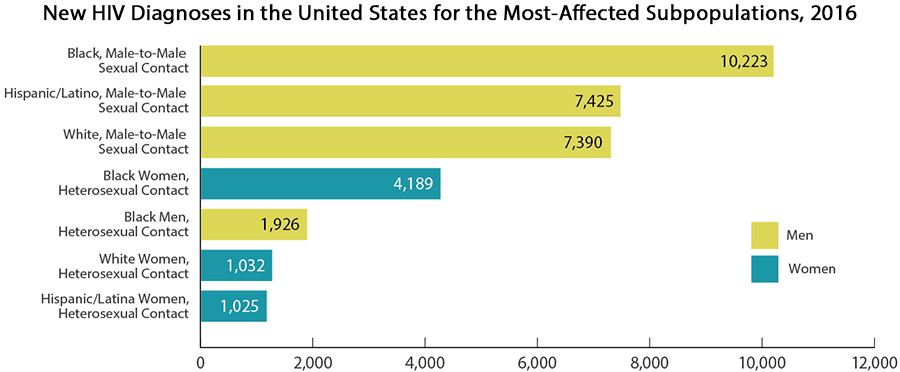 New HIV Diagnoses in the United States for the Most-Affected Subpopulations, 2016
Black, Male-to-Male
Sexual Contact
10,223
Hispanic/Latino, Male-to-Male
Sexual Contact
7,425
White, Male-to-Male
Sexual Contact
7,390
Black Women,
Heterosexual Contact
4,189
Black Men,
Heterosexual Contact
1,926
White Women,
Heterosexual Contact
1,032
Hispanic/Latina Women,
Heterosexual Contact
1,025
Men
Women
0 2,000 4,000 6,000 8,000 10,000 12,000